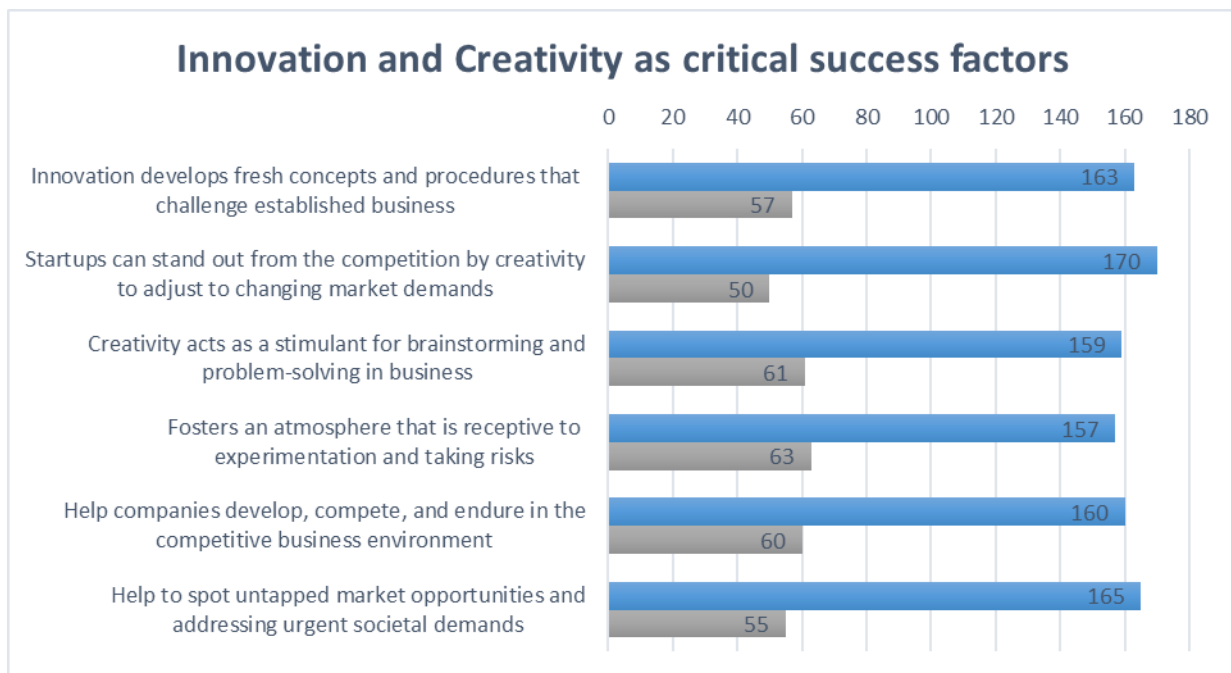 Innovation and Creativity as critical success factors
0 20 40 60 80 100 120 140 160 180
Innovation develops fresh concepts and procedures that
challenge established business
163
57
Startups can stand out from the competition by creativity
to adjust to changing market demands
170
50
Creativity acts as a stimulant for brainstorming and
problem-solving in business
159
61
Fosters an atmosphere that is receptive to
experimentation and taking risks
157
63
Help companies develop, compete, and endure in the
competitive business environment
160
60
Help to spot untapped market opportunities and
addressing urgent societal demands
165
55